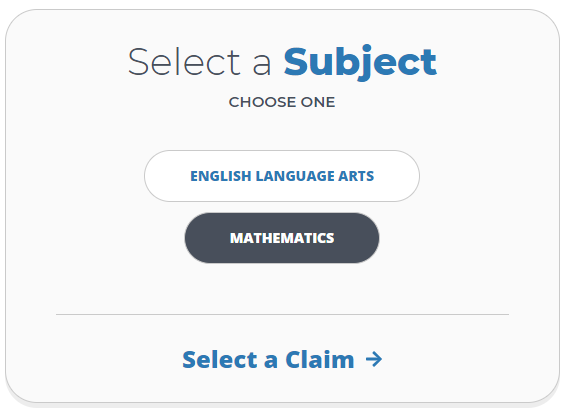 Select a Subject
CHOOSE ONE
ENGLISH LANGUAGE ARTS
MATHEMATICS
Select a Claim →